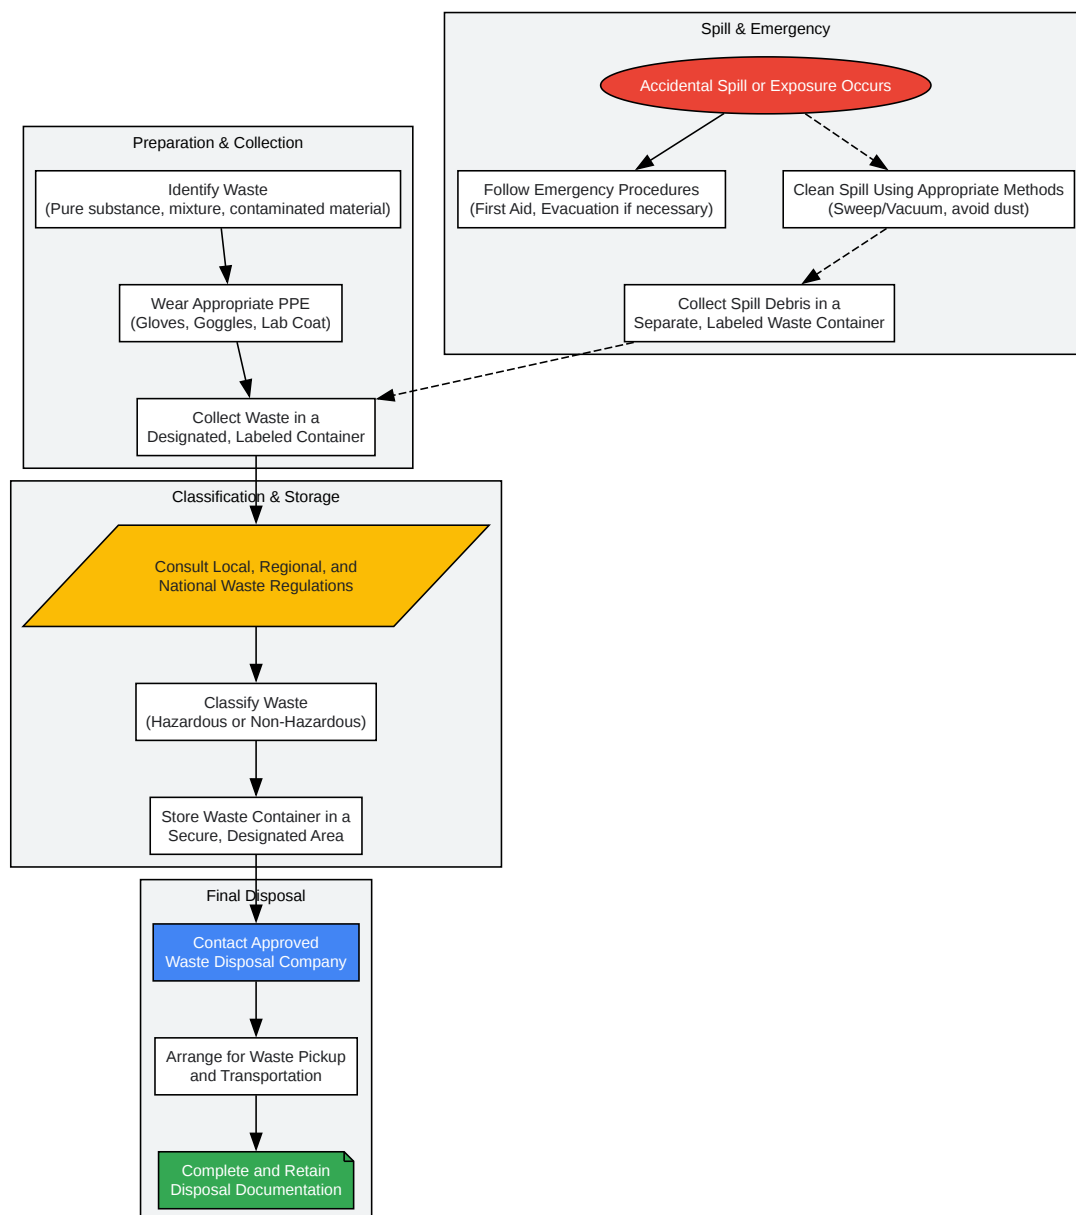 Spill & Emergency
Accidental Spill or Exposure Occurs
Follow Emergency Procedures
(First Aid, Evacuation if necessary)
Clean Spill Using Appropriate Methods
(Sweep/Vacuum, avoid dust)
Collect Spill Debris in a
Separate, Labeled Waste Container
Preparation & Collection
Identify Waste
(Pure substance, mixture, contaminated material)
Wear Appropriate PPE
(Gloves, Goggles, Lab Coat)
Collect Waste in a
Designated, Labeled Container
Classification & Storage
Consult Local, Regional, and
National Waste Regulations
Classify Waste
(Hazardous or Non-Hazardous)
Store Waste Container in a
Secure, Designated Area
Final Disposal
Contact Approved
Waste Disposal Company
Arrange for Waste Pickup
and Transportation
Complete and Retain
Disposal Documentation